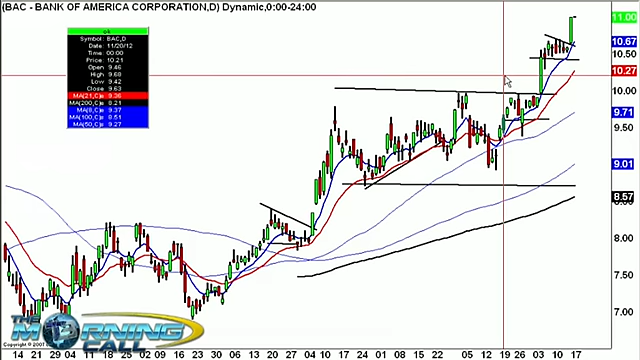 (BAC - BANK OF AMERICA CORPORATION,D) Dynamic,0:00-24:00
ok
Symbol: BAC,D
Date: 11/20/12
Time: 00:00
Price: 10.21
Open 9.46
High 9.68
Low 9.42
Close 9.63
MA(21,C)= 9.36
MA(200,C)= 8.21
MA(8,C)= 9.37
MA(100,C)= 8.51
MA(50,C)= 9.27
11.00
10.67
10.27
10.00
9.71
9.50
9.01
8.57
8.00
7.50
7.00
THE MORNING CALL
Copyright © 200
14 21 29 04 11 18 25 02 09 16 23 30 06 13 20 27 04 10 17 24 01 08 15 22 05 12 19 26 03 10 17